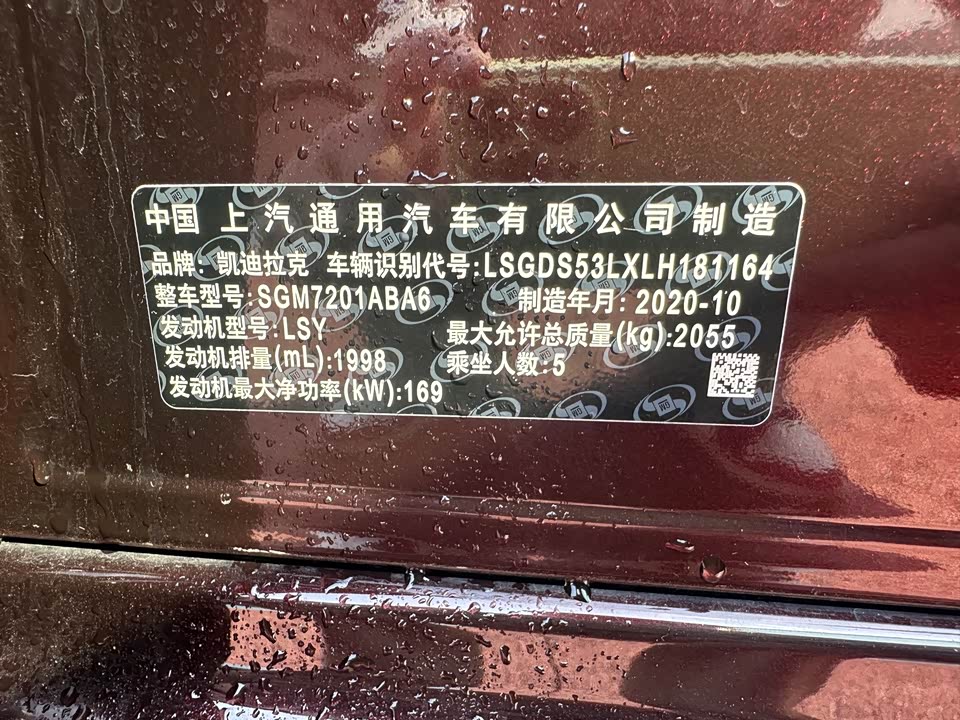 中国 上汽通用汽车有限公司制造
品牌: 凯迪拉克 车辆识别代号:LSGDS53LXLH181164
整车型号:SGM7201ABA6 制造年月: 2020-10
发动机型号:LSY 最大允许总质量(kg):2055
发动机排量(mL):1998 乘坐人数:5
发动机最大净功率(kW):169